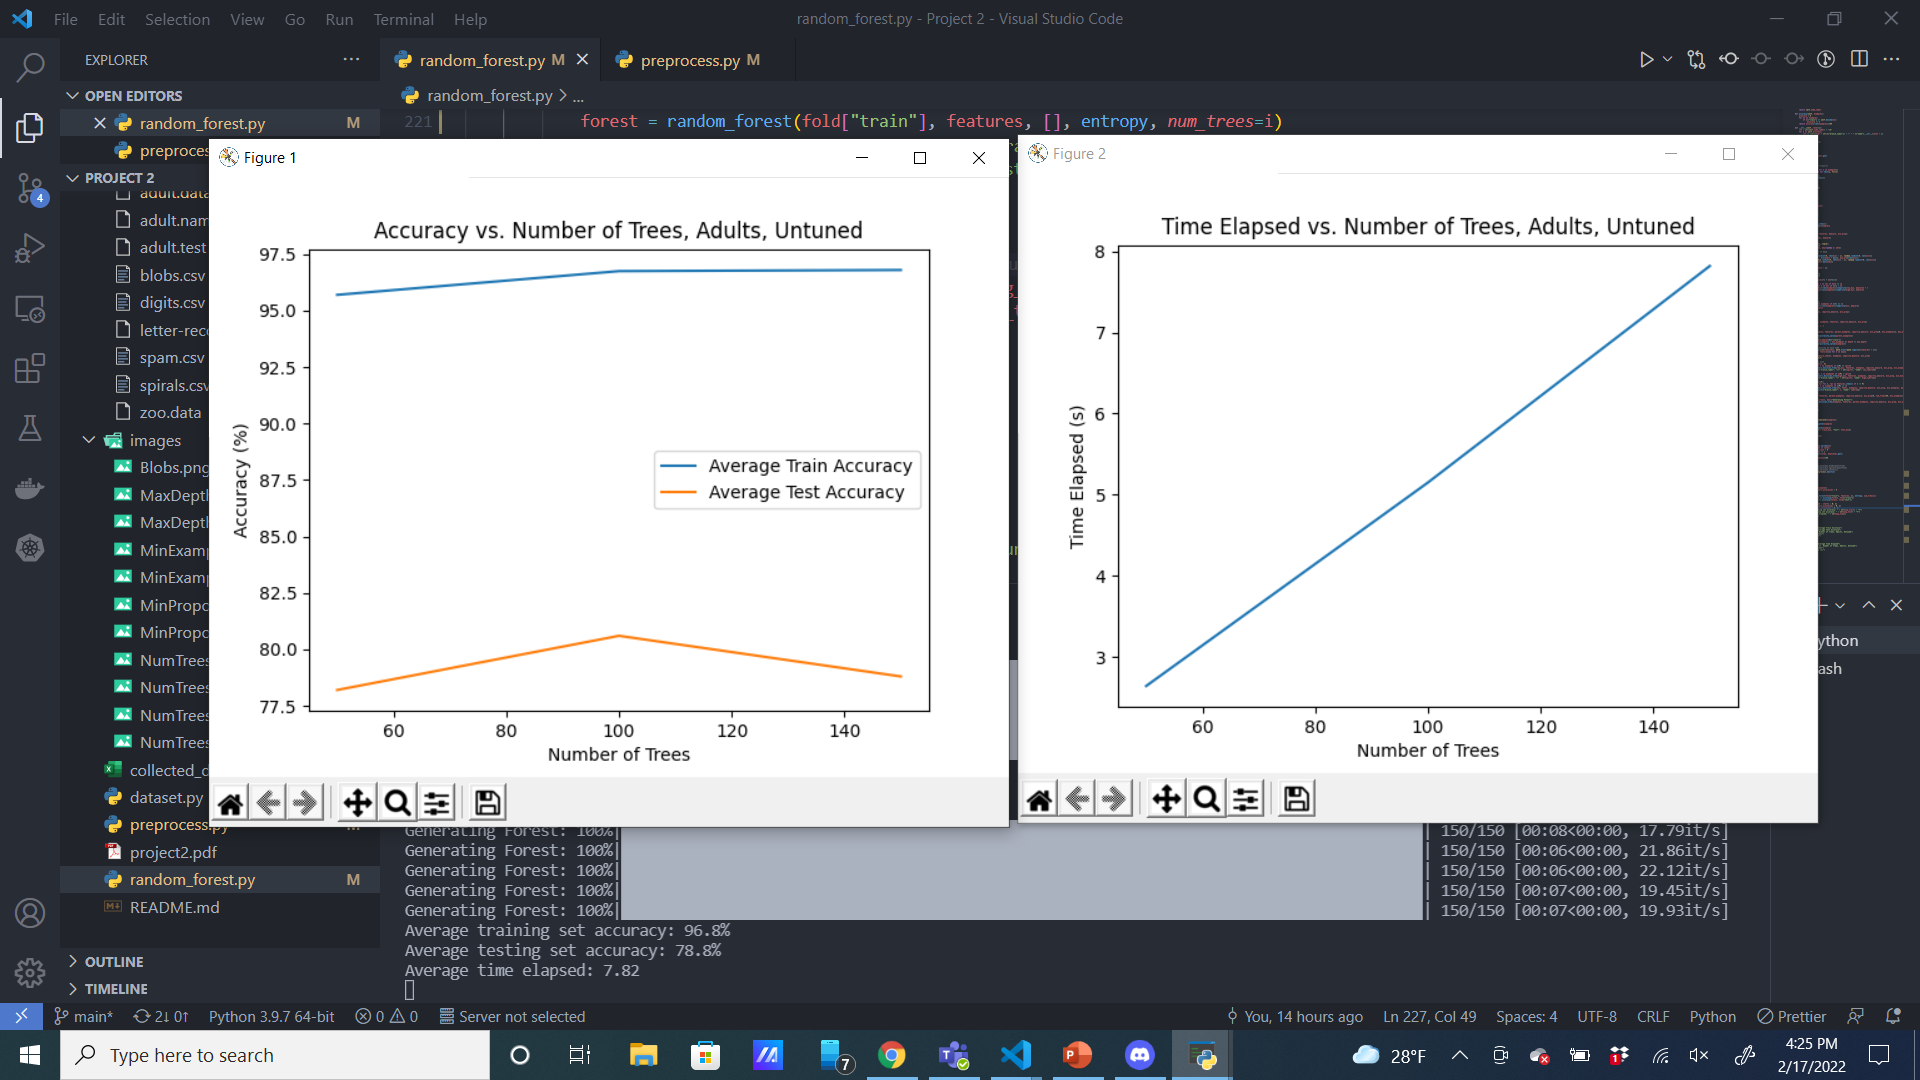 File Edit Selection View Go Run Terminal Help
random_forest.py - Project 2 - Visual Studio Code
EXPLORER
OPEN EDITORS
random_forest.py M
preproces
PROJECT 2
adult.data
adult.nam
adult.test
blobs.csv
digits.csv
letter-reco
spam.csv
spirals.csv
zoo.data
images
Blobs.png
MaxDepth
MaxDepth
MinExamp
MinExamp
MinPropo
MinPropo
NumTrees
NumTrees
NumTrees
NumTrees
collected_d
dataset.py
preprocess.py
project2.pdf
random_forest.py M
README.md
OUTLINE
TIMELINE
4
random_forest.py M
preprocess.py M
random_forest.py > ...
221 forest = random_forest(fold["train"], features, [], entropy, num_trees=i)
Figure 1
Accuracy vs. Number of Trees, Adults, Untuned
97.5
95.0
92.5
90.0
87.5
85.0
82.5
80.0
77.5
Accuracy (%)
Average Train Accuracy
Average Test Accuracy
60 80 100 120 140
Number of Trees
Figure 2
Time Elapsed vs. Number of Trees, Adults, Untuned
8
7
6
5
4
3
Time Elapsed (s)
60 80 100 120 140
Number of Trees
ython
ash
Generating Forest: 100%| | 150/150 [00:08<00:00, 17.79it/s]
Generating Forest: 100%| | 150/150 [00:06<00:00, 21.86it/s]
Generating Forest: 100%| | 150/150 [00:06<00:00, 22.12it/s]
Generating Forest: 100%| | 150/150 [00:07<00:00, 19.45it/s]
Generating Forest: 100%| | 150/150 [00:07<00:00, 19.93it/s]
Average training set accuracy: 96.8%
Average testing set accuracy: 78.8%
Average time elapsed: 7.82
main* 2↓ 0↑ Python 3.9.7 64-bit 0 0 Server not selected
You, 14 hours ago Ln 227, Col 49 Spaces: 4 UTF-8 CRLF Python Prettier
Type here to search
7
28°F
1
4:25 PM
2/17/2022